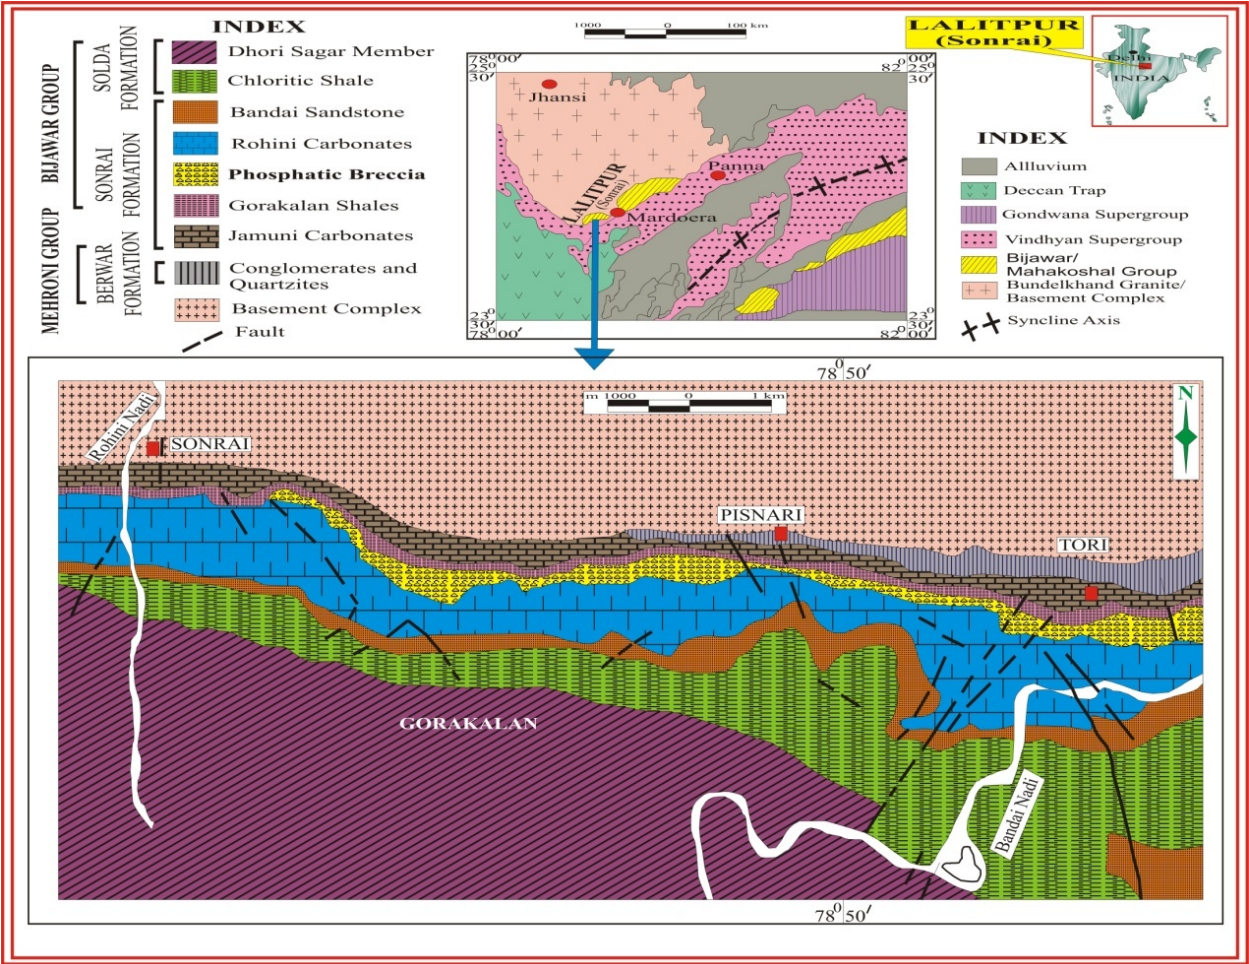 INDEX
BIJAWAR GROUP
MEHRONI GROUP
SOLDA
FORMATION
SONRAI
FORMATION
BERWAR
FORMATION
Dhori Sagar Member
Chloritic Shale
Bandai Sandstone
Rohini Carbonates
Phosphatic Breccia
Gorakalan Shales
Jamuni Carbonates
Conglomerates and
Quartzites
Basement Complex
Fault
1000 0 100 km
78°00′
25
30′
82°00′
25
30′
Jhansi
Panna
LALITPUR
(Sonrai)
Mardoera
23
30′
78°00′
23
30′
82°00′
LALITPUR
(Sonrai)
Delhi
INDIA
INDEX
Allluvium
Deccan Trap
Gondwana Supergroup
Vindhyan Supergroup
Bijawar/
Mahakoshal Group
Bundelkhand Granite/
Basement Complex
Syncline Axis
78°50′
m 1000 0 1 km
N
Rohini Nadi
SONRAI
PISNARI
TORI
GORAKALAN
Bandai Nadi
78°50′